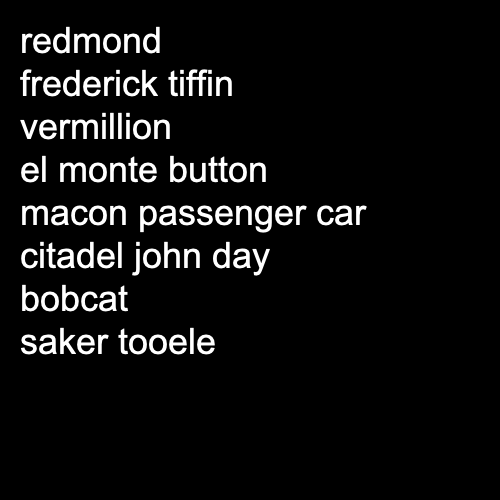 redmond
frederick tiffin
vermillion
el monte button
macon passenger car
citadel john day
bobcat
saker tooele